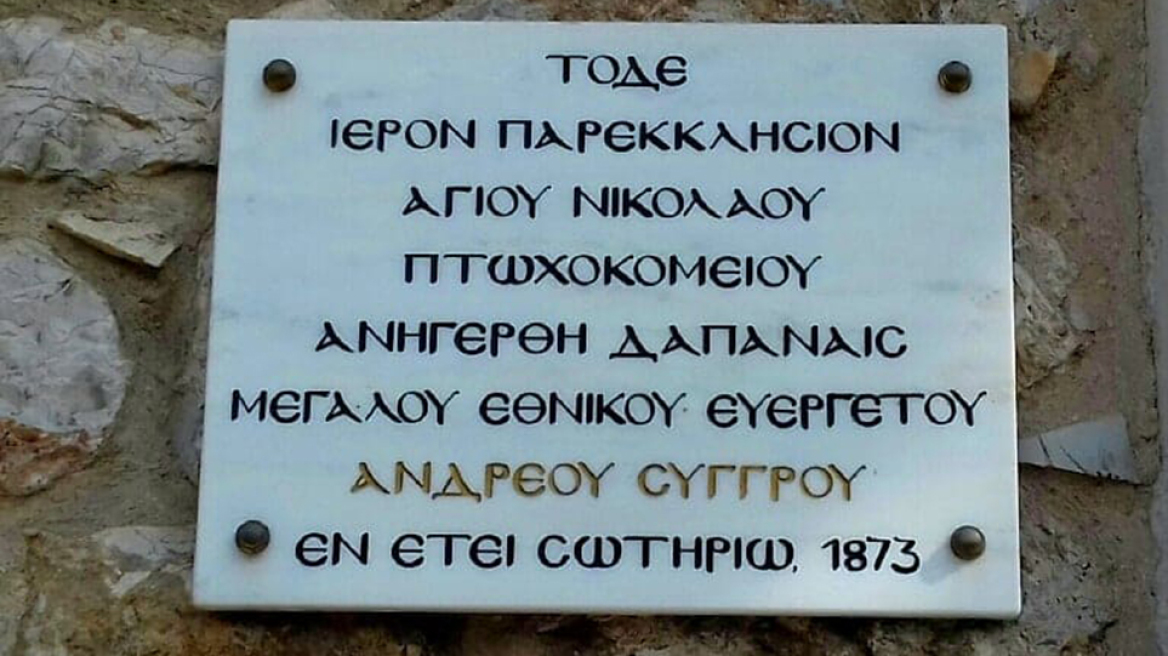 ΤΟΔΕ
ΙΕΡΟΝ ΠΑΡΕΚΚΛΗΣΙΟΝ
ΑΓΙΟΥ ΝΙΚΟΛΑΟΥ
ΠΤΩΧΟΚΟΜΕΙΟΥ
ΑΝΗΓΕΡΘΗ ΔΑΠΑΝΑΙΣ
ΜΕΓΑΛΟΥ ΕΘΝΙΚΟΥ ΕΥΕΡΓΕΤΟΥ
ΑΝΔΡΕΟΥ ΣΥΓΓΡΟΥ
ΕΝ ΕΤΕΙ ΣΩΤΗΡΙΩ, 1873